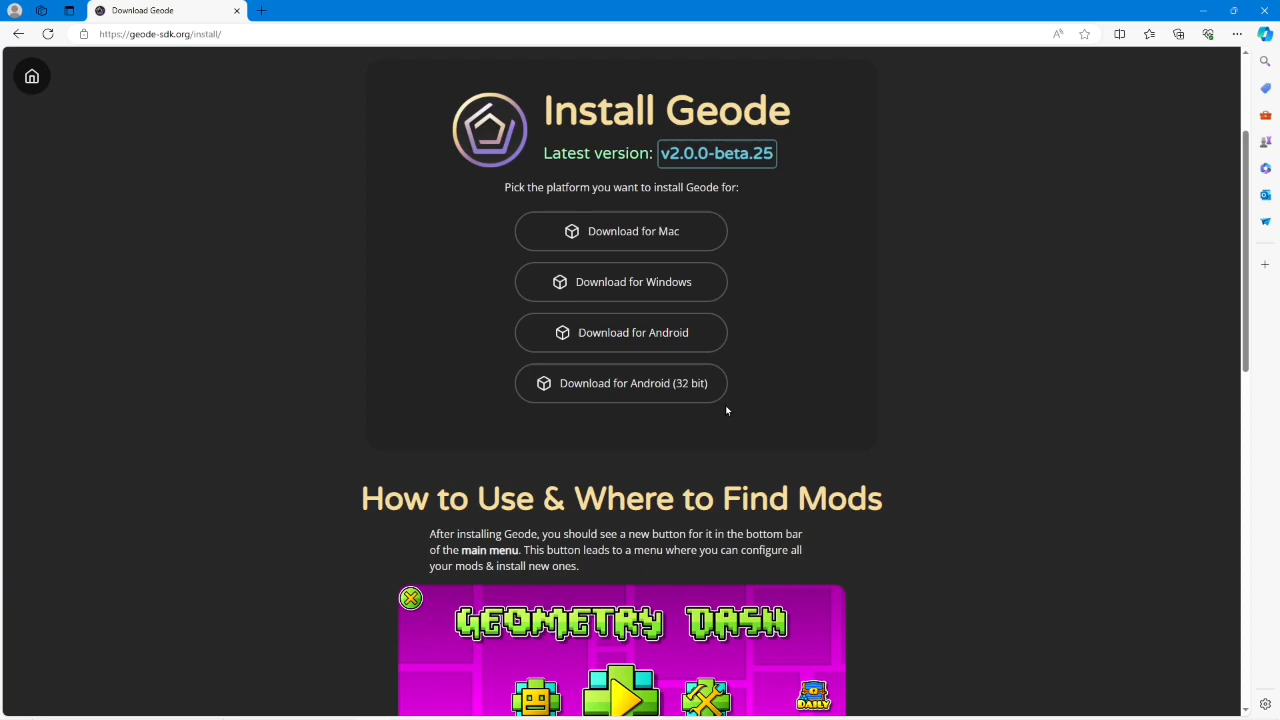 Download Geode
https://geode-sdk.org/install/
Install Geode
Latest version: v2.0.0-beta.25
Pick the platform you want to install Geode for:
Download for Mac
Download for Windows
Download for Android
Download for Android (32 bit)
How to Use & Where to Find Mods
After installing Geode, you should see a new button for it in the bottom bar
of the main menu. This button leads to a menu where you can configure all
your mods & install new ones.
GEOMETRY DASH
DAILY